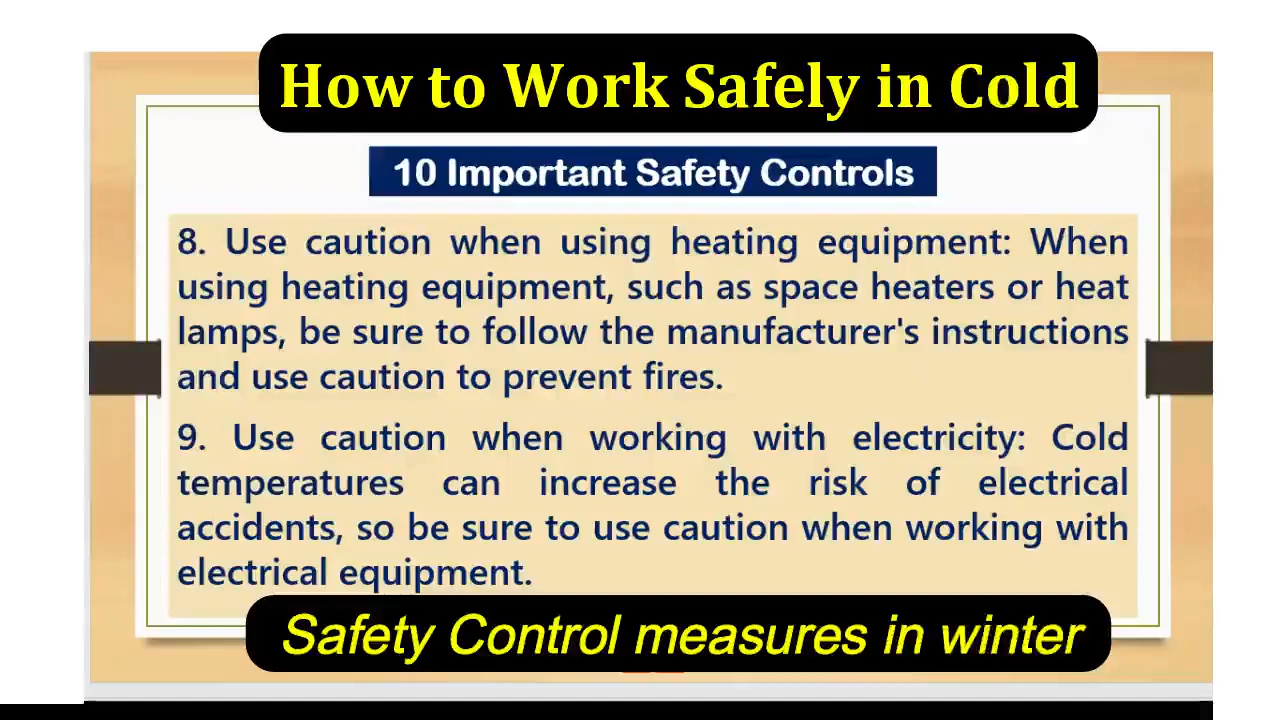 How to Work Safely in Cold
10 Important Safety Controls
8. Use caution when using heating equipment: When
using heating equipment, such as space heaters or heat
lamps, be sure to follow the manufacturer's instructions
and use caution to prevent fires.
9. Use caution when working with electricity: Cold
temperatures can increase the risk of electrical
accidents, so be sure to use caution when working with
electrical equipment.
Safety Control measures in winter